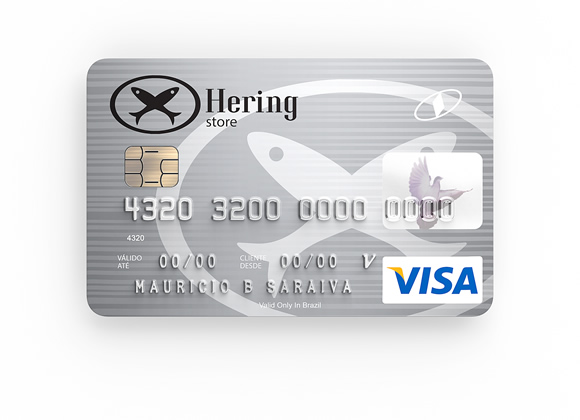 Hering
store
4320 3200 0000 0000
4320
VÁLIDO ATÉ 00/00 CLIENTE DESDE 00/00 V
MAURICIO B SARAIVA
Valid Only In Brazil
VISA